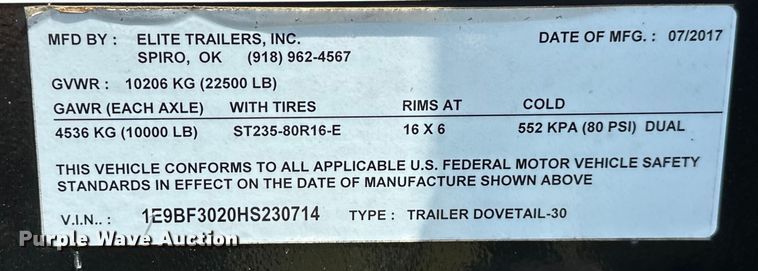 MFD BY : ELITE TRAILERS, INC. DATE OF MFG. : 07/2017
SPIRO, OK (918) 962-4567
GVWR : 10206 KG (22500 LB)
GAWR (EACH AXLE) WITH TIRES RIMS AT COLD
4536 KG (10000 LB) ST235-80R16-E 16 X 6 552 KPA (80 PSI) DUAL
THIS VEHICLE CONFORMS TO ALL APPLICABLE U.S. FEDERAL MOTOR VEHICLE SAFETY
STANDARDS IN EFFECT ON THE DATE OF MANUFACTURE SHOWN ABOVE
V.I.N.. : 1E9BF3020HS230714 TYPE : TRAILER DOVETAIL-30
Purple Wave Auction